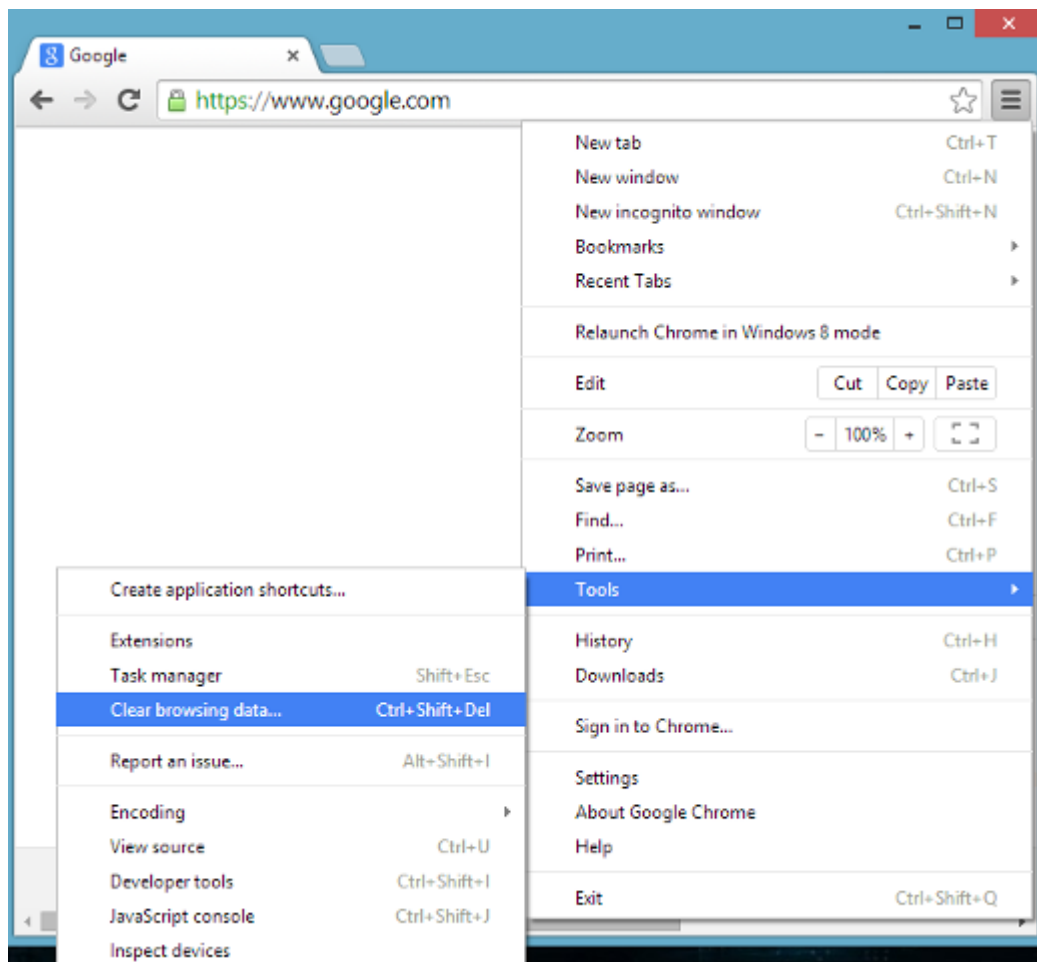 Google
https://www.google.com
New tab Ctrl+T
New window Ctrl+N
New incognito window Ctrl+Shift+N
Bookmarks
Recent Tabs
Relaunch Chrome in Windows 8 mode
Edit Cut Copy Paste
Zoom - 100% +
Save page as... Ctrl+S
Find... Ctrl+F
Print... Ctrl+P
Tools
History Ctrl+H
Downloads Ctrl+J
Sign in to Chrome...
Settings
About Google Chrome
Help
Exit Ctrl+Shift+Q
Create application shortcuts...
Extensions
Task manager Shift+Esc
Clear browsing data... Ctrl+Shift+Del
Report an issue... Alt+Shift+I
Encoding
View source Ctrl+U
Developer tools Ctrl+Shift+I
JavaScript console Ctrl+Shift+J
Inspect devices